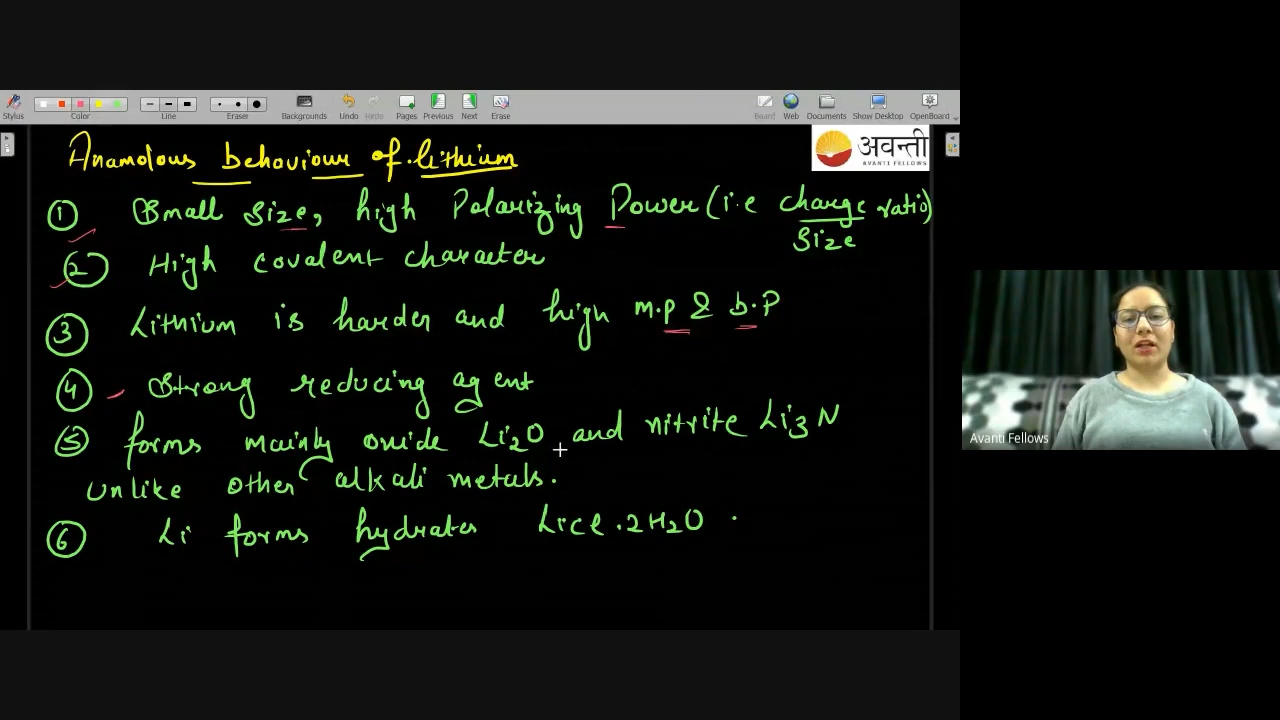 Stylus Color Line Eraser Backgrounds Undo Redo Pages Previous Next Erase Board Web Documents Show Desktop OpenBoard
Anamolous behaviour of lithium
अवन्ती
AVANTI FELLOWS
1 Small Size, high Polarizing Power (i.e charge/Size ratio)
2 High covalent character
3 Lithium is harder and high m.p & b.p
4 Strong reducing agent
5 forms mainly oxide Li2O and nitrite Li3N
unlike other alkali metals.
6 Li forms hydrates Licl.2H2O.
Avanti Fellows